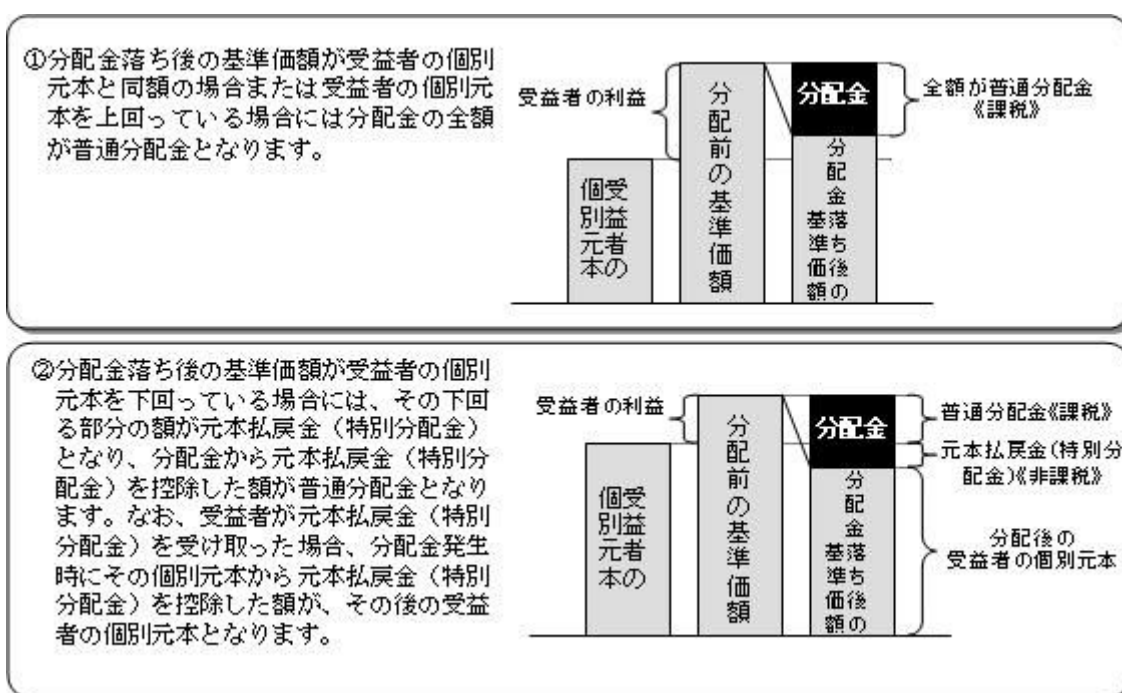 ①分配金落ち後の基準価額が受益者の個別
元本と同額の場合または受益者の個別元
本を上回っている場合には分配金の全額
が普通分配金となります。
受益者の利益
受益者の
個別元本
分配前の基準価額
分配金
分配金落ち後の
基準価額
全額が普通分配金
《課税》
②分配金落ち後の基準価額が受益者の個別
元本を下回っている場合には、その下回
る部分の額が元本払戻金（特別分配金）
となり、分配金から元本払戻金（特別分
配金）を控除した額が普通分配金となり
ます。なお、受益者が元本払戻金（特別
分配金）を受け取った場合、分配金発生
時にその個別元本から元本払戻金（特別
分配金）を控除した額が、その後の受益
者の個別元本となります。
受益者の利益
受益者の
個別元本
分配前の基準価額
分配金
分配金落ち後の
基準価額
普通分配金《課税》
元本払戻金(特別分
配金)《非課税》
分配後の
受益者の個別元本